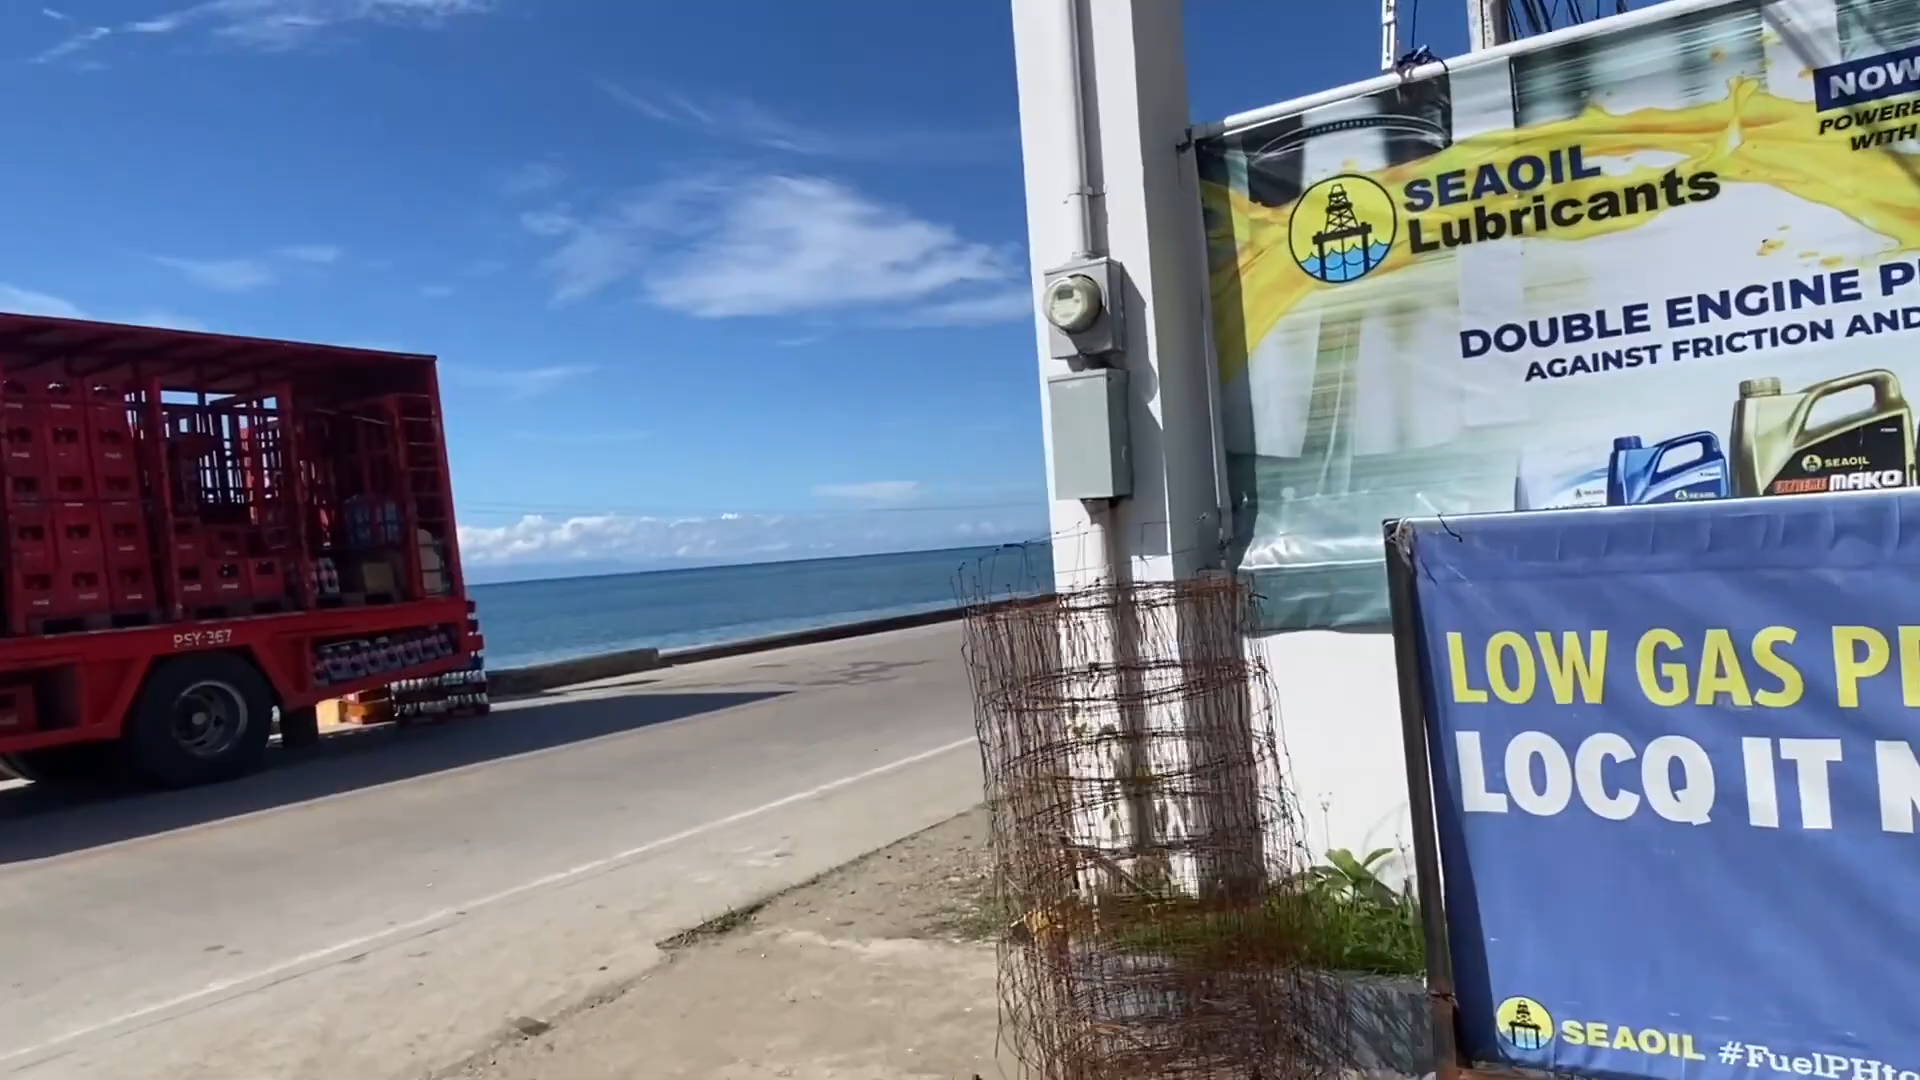 NOW
POWERE
WITH
SEAOIL
Lubricants
DOUBLE ENGINE P
AGAINST FRICTION AND
SEAOIL
EXTREME MAKO
LOW GAS P
LOCQ IT N
SEAOIL #FuelPHto
PSY-367